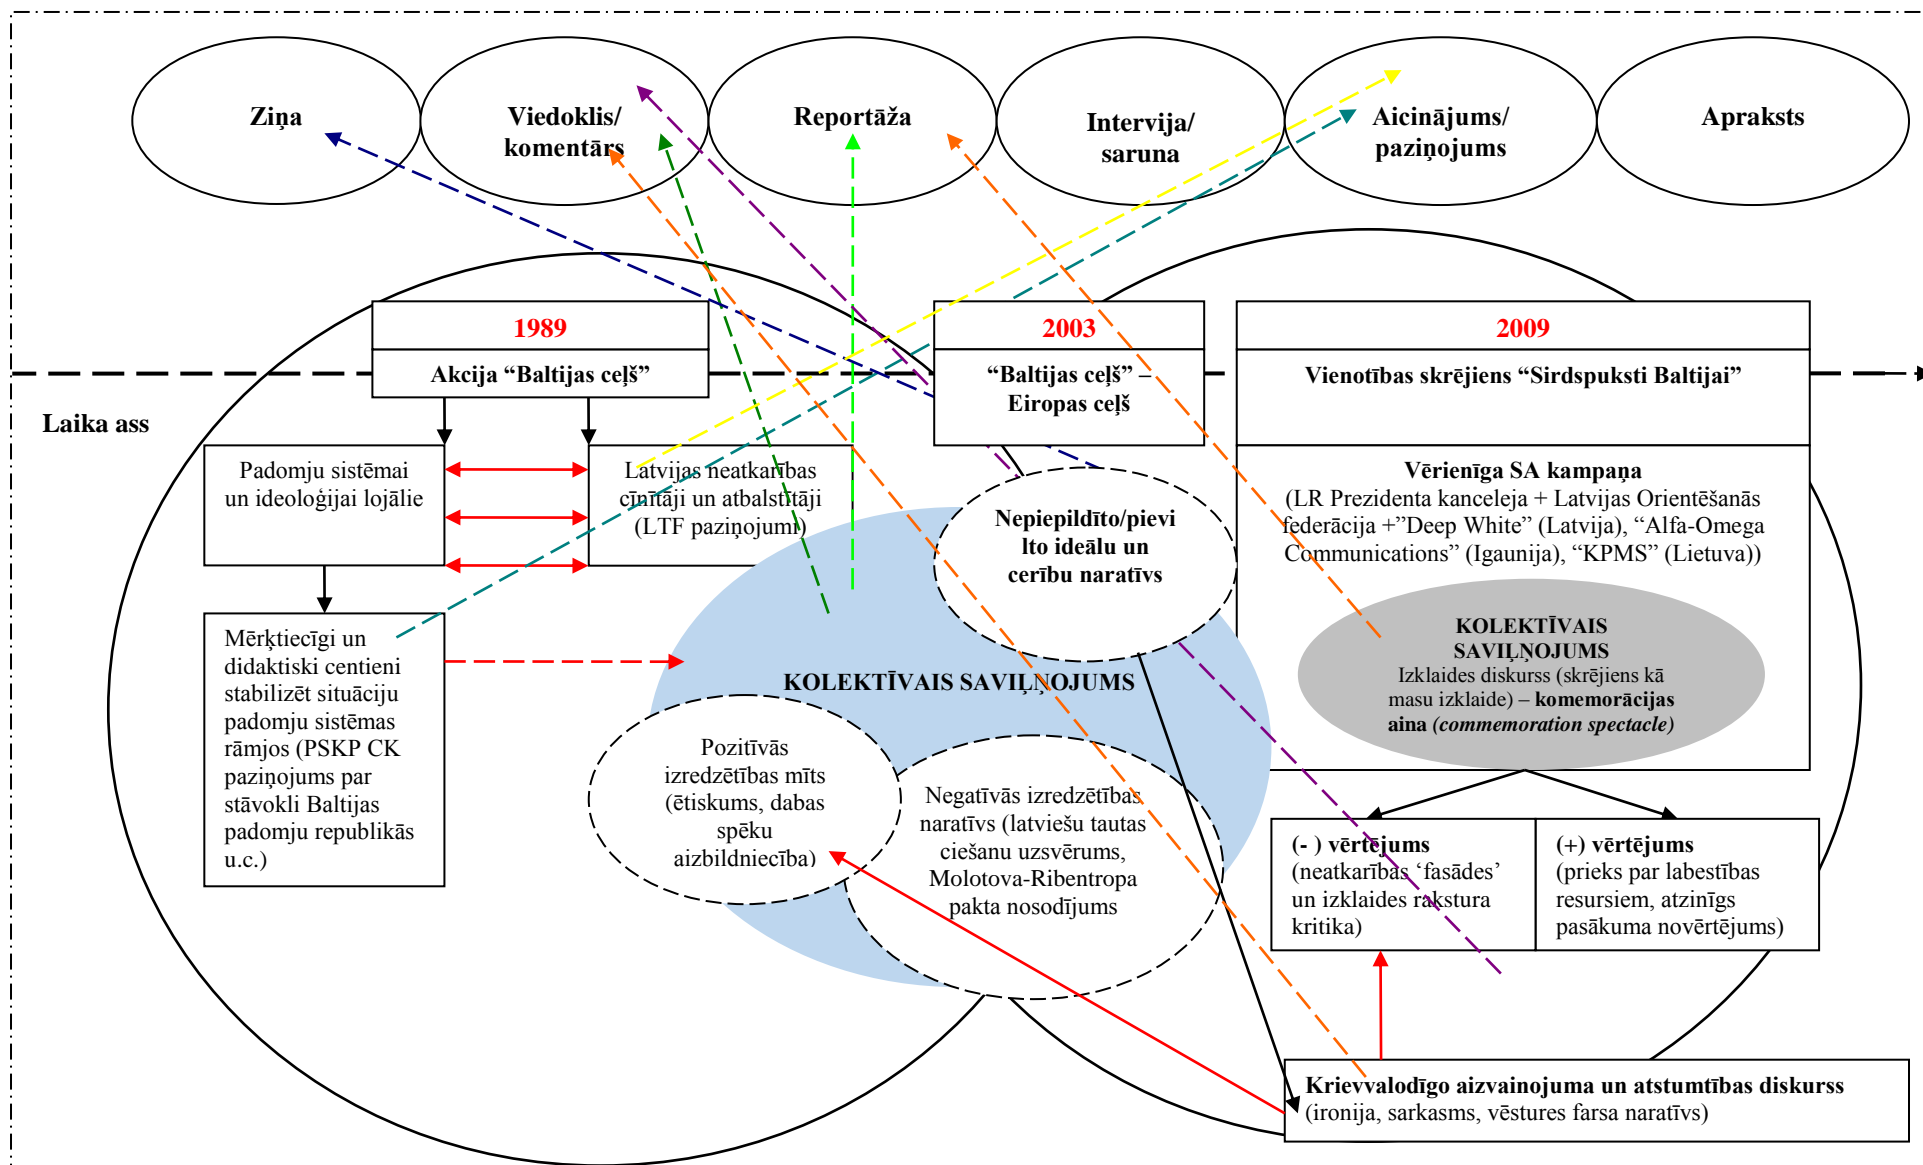 Ziņa
Viedoklis/
komentārs
Reportāža
Intervija/
saruna
Aicinājums/
paziņojums
Apraksts
1989
Akcija “Baltijas ceļš”
2003
“Baltijas ceļš” –
Eiropas ceļš
2009
Vienotības skrējiens “Sirdspuksti Baltijai”
Laika ass
Padomju sistēmai
un ideoloģijai lojālie
Latvijas neatkarības
cīnītāji un atbalstītāji
(LTF paziņojumi)
Vērienīga SA kampaņa
(LR Prezidenta kanceleja + Latvijas Orientēšanās
federācija +”Deep White” (Latvija), “Alfa-Omega
Communications” (Igaunija), “KPMS” (Lietuva))
Nepiepildīto/pievi
lto ideālu un
cerību naratīvs
Mērķtiecīgi un
didaktiski centieni
stabilizēt situāciju
padomju sistēmas
rāmjos (PSKP CK
paziņojums par
stāvokli Baltijas
padomju republikās
u.c.)
KOLEKTĪVAIS SAVIĻŅOJUMS
KOLEKTĪVAIS
SAVIĻŅOJUMS
Izklaides diskurss (skrējiens kā
masu izklaide) – komemorācijas
aina (commemoration spectacle)
Pozitīvās
izredzētības mīts
(ētiskums, dabas
spēku
aizbildniecība)
Negatīvās izredzētības
naratīvs (latviešu tautas
ciešanu uzsvērums,
Molotova-Ribentropa
pakta nosodījums
(- ) vērtējums
(neatkarības ‘fasādes’
un izklaides rakstura
kritika)
(+) vērtējums
(prieks par labestības
resursiem, atzinīgs
pasākuma novērtējums)
Krievvalodīgo aizvainojuma un atstumtības diskurss
(ironija, sarkasms, vēstures farsa naratīvs)